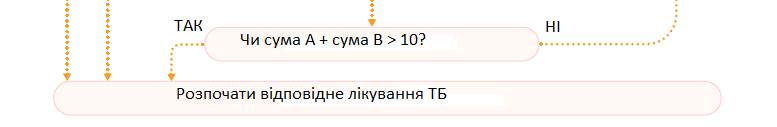 ТАК
НІ
Чи сума А + сума В > 10?
Розпочати відповідне лікування ТБ